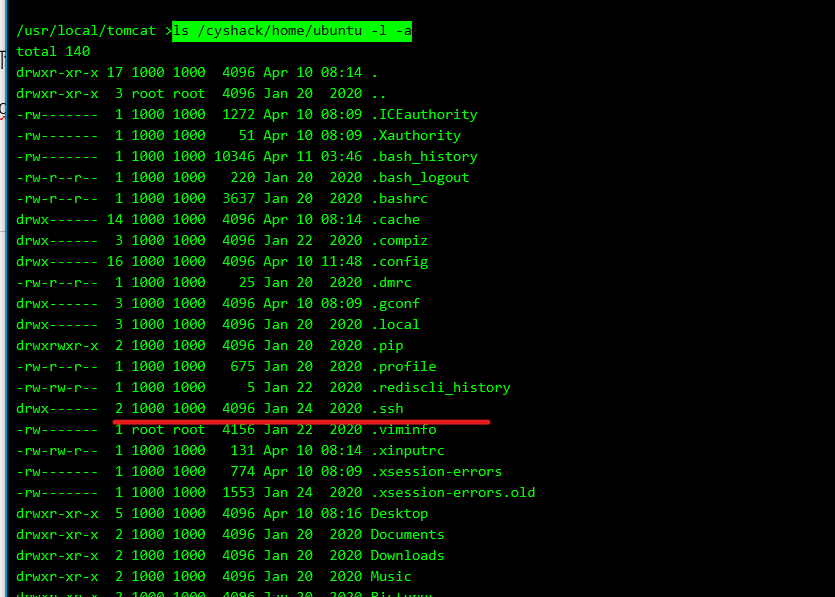 /usr/local/tomcat >ls /cyshack/home/ubuntu -l -a
total 140
drwxr-xr-x 17 1000 1000  4096 Apr 10 08:14 .
drwxr-xr-x  3 root root  4096 Jan 20  2020 ..
-rw-------  1 1000 1000  1272 Apr 10 08:09 .ICEauthority
-rw-------  1 1000 1000    51 Apr 10 08:09 .Xauthority
-rw-------  1 1000 1000 10346 Apr 11 03:46 .bash_history
-rw-r--r--  1 1000 1000   220 Jan 20  2020 .bash_logout
-rw-r--r--  1 1000 1000  3637 Jan 20  2020 .bashrc
drwx------ 14 1000 1000  4096 Apr 10 08:14 .cache
drwx------  3 1000 1000  4096 Jan 22  2020 .compiz
drwx------ 16 1000 1000  4096 Apr 10 11:48 .config
-rw-r--r--  1 1000 1000    25 Jan 20  2020 .dmrc
drwx------  3 1000 1000  4096 Apr 10 08:09 .gconf
drwx------  3 1000 1000  4096 Jan 20  2020 .local
drwxrwxr-x  2 1000 1000  4096 Jan 20  2020 .pip
-rw-r--r--  1 1000 1000   675 Jan 20  2020 .profile
-rw-rw-r--  1 1000 1000     5 Jan 22  2020 .rediscli_history
drwx------  2 1000 1000  4096 Jan 24  2020 .ssh
-rw-------  1 root root  4156 Jan 22  2020 .viminfo
-rw-rw-r--  1 1000 1000   131 Apr 10 08:14 .xinputrc
-rw-------  1 1000 1000   774 Apr 10 08:09 .xsession-errors
-rw-------  1 1000 1000  1553 Jan 24  2020 .xsession-errors.old
drwxr-xr-x  5 1000 1000  4096 Apr 10 08:16 Desktop
drwxr-xr-x  2 1000 1000  4096 Jan 20  2020 Documents
drwxr-xr-x  2 1000 1000  4096 Jan 20  2020 Downloads
drwxr-xr-x  2 1000 1000  4096 Jan 20  2020 Music
drwxr-xr-x  2 1000 1000  4096 Jan 20  2020 Pictures